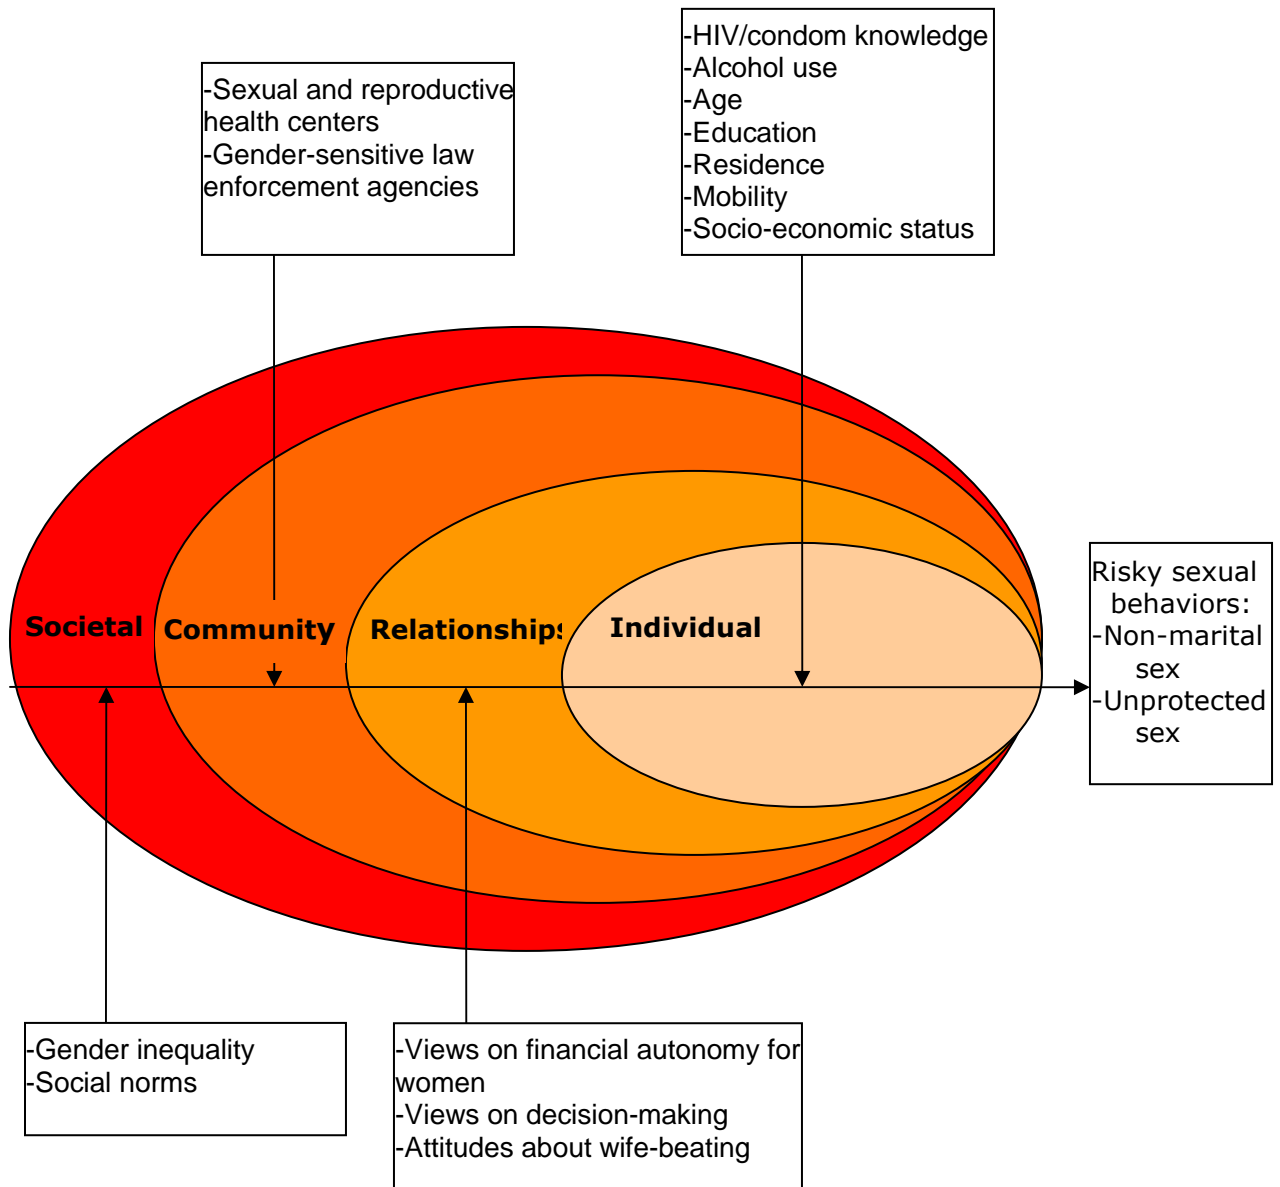 -HIV/condom knowledge
-Alcohol use
-Age
-Education
-Residence
-Mobility
-Socio-economic status
-Sexual and reproductive
health centers
-Gender-sensitive law
enforcement agencies
Societal
Community
Relationships
Individual
Risky sexual
behaviors:
-Non-marital
sex
-Unprotected
sex
-Gender inequality
-Social norms
-Views on financial autonomy for
women
-Views on decision-making
-Attitudes about wife-beating